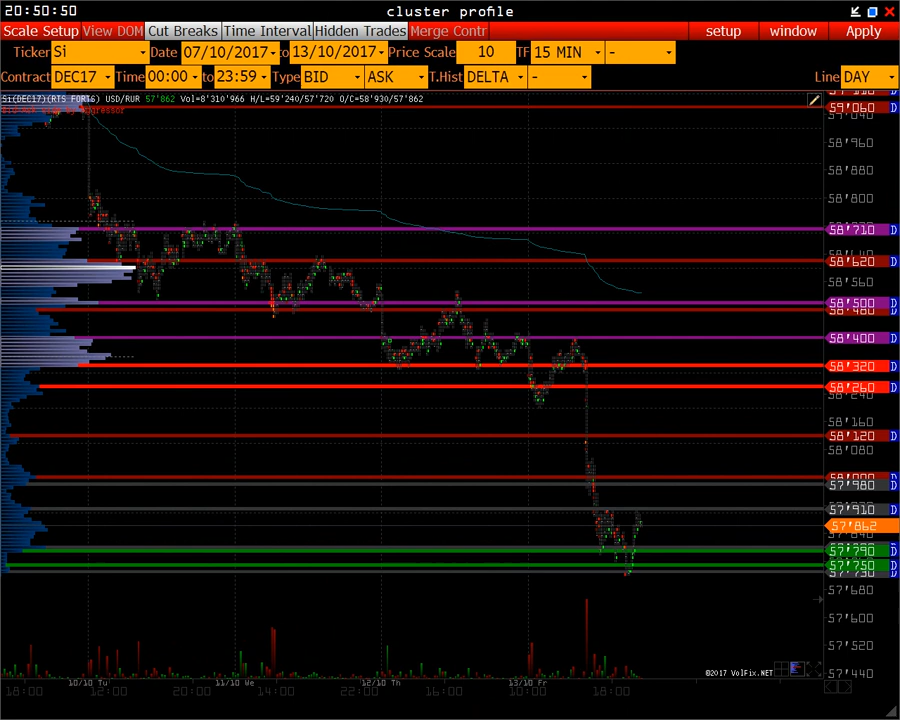 20:50:50 cluster profile
Scale Setup View DOM Cut Breaks Time Interval Hidden Trades Merge Contr setup window Apply
Ticker Si Date 07/10/2017 to 13/10/2017 Price Scale 10 TF 15 MIN -
Contract DEC17 Time 00:00 to 23:59 Type BID ASK T.Hist DELTA - Line DAY
Si(DEC17)(RTS FORTS) USD/RUR 57'862 Vol=8'310'966 H/L=59'240/57'720 O/C=58'930/57'862
59'060 D
58'960
58'880
58'800
58'710 D
58'620 D
58'560
58'500 D
58'480 D
58'400 D
58'320 D
58'260 D
58'240
58'160
58'120 D
58'080
58'000 D
57'980 D
57'910 D
57'862
57'790 D
57'750 D
57'730 D
57'680
57'600
57'520
©2017 VolFix.NET 57'440
10/10 Tu 11/10 We 12/10 Th 13/10 Fr
18:00 12:00 20:00 14:00 22:00 16:00 10:00 18:00